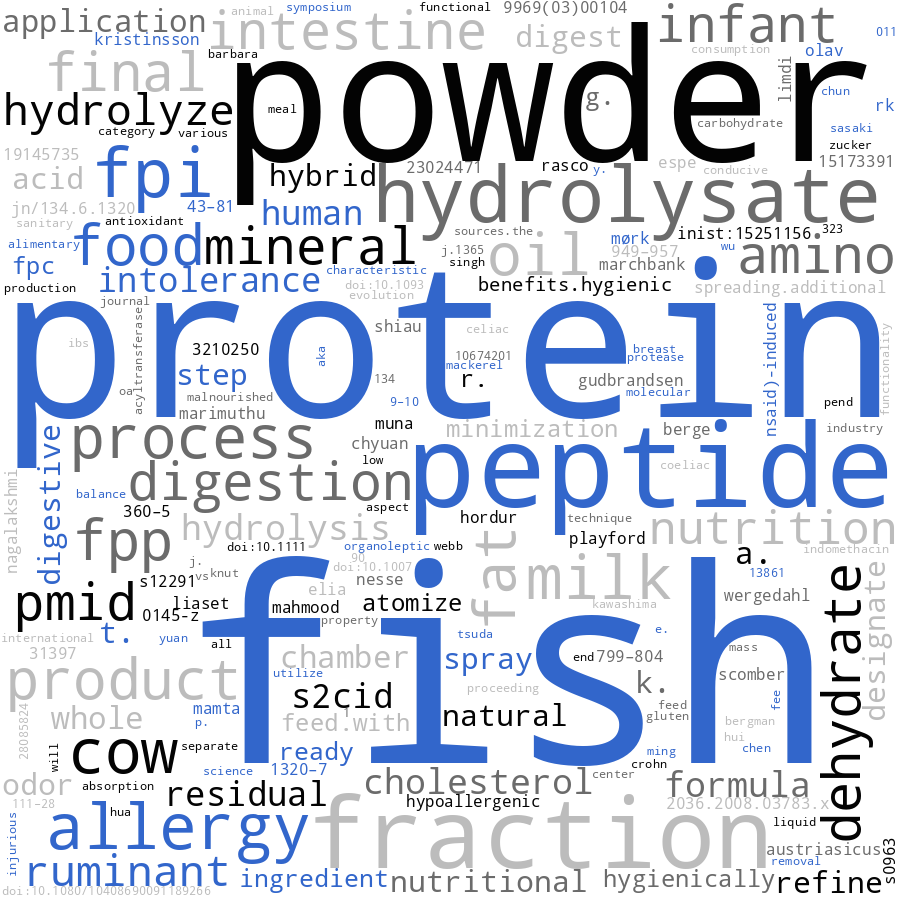 application
kristinsson
animal
symposium
functional
9969(03)00104
infant
011
intestine
digest
barbara
consumption
olav
final
powder
limdi
chun
rk
hydrolyze
meal
g.
carbohydrate
sasaki
category
various
zucker
19145735
fpi
hybrid
23024471
rasco
y.
espe
conducive
15173391
acid
hydrolysate
jn/134.6.1320
43–81
human
sanitary
antioxidant
mineral
sources.the
mørk
inist:15251156
323
alimentary
food
j.1365
oil
949–957
wu
amino
fpc
intolerance
characteristic
singh
marchbank
production
doi:10.1093
benefits.hygienic
spreading.additional
evolution
journal
protein
shiau
celiac
nsaid)-induced
functionality
ibs
acyltransferase
3210250
aka
10674201
breast
protease
mackerel
step
134
r.
gudbrandsen
molecular
oa
malnourished
marimuthu
9–10
pend
muna
minimization
berge
industry
process
chyuan
peptide
low
coeliac
digestive
nagalakshmi
balance
digestion
aspect
360–5
hordur
technique
nutrition
fpp
hydrolysis
playford
doi:10.1111
organoleptic
webb
fat
a.
indomethacin
j.
90
doi:10.1007
milk
13861
vs
knut
nesse
s12291
elia
pmid
liaset
mahmood
atomize
kawashima
wergedahl
dehydrate
designate
0145-z
property
t.
fish
tsuda
e.
international
yuan
all
31397
chamber
spray
end
799–804
mass
product
utilize
proceeding
k.
scomber
s2cid
fee
mamta
feed
gluten
whole
p.
feed.with
natural
bergman
28085824
hui
cow
separate
ready
ming
chen
will
crohn
science
1320–7
odor
absorption
cholesterol
center
formula
residual
hypoallergenic
2036.2008.03783.x
111–28
hua
injurious
allergy
fraction
liquid
austriasicus
removal
s0963
ruminant
ingredient
nutritional
hygienically
refine
doi:10.1080/10408690091189266